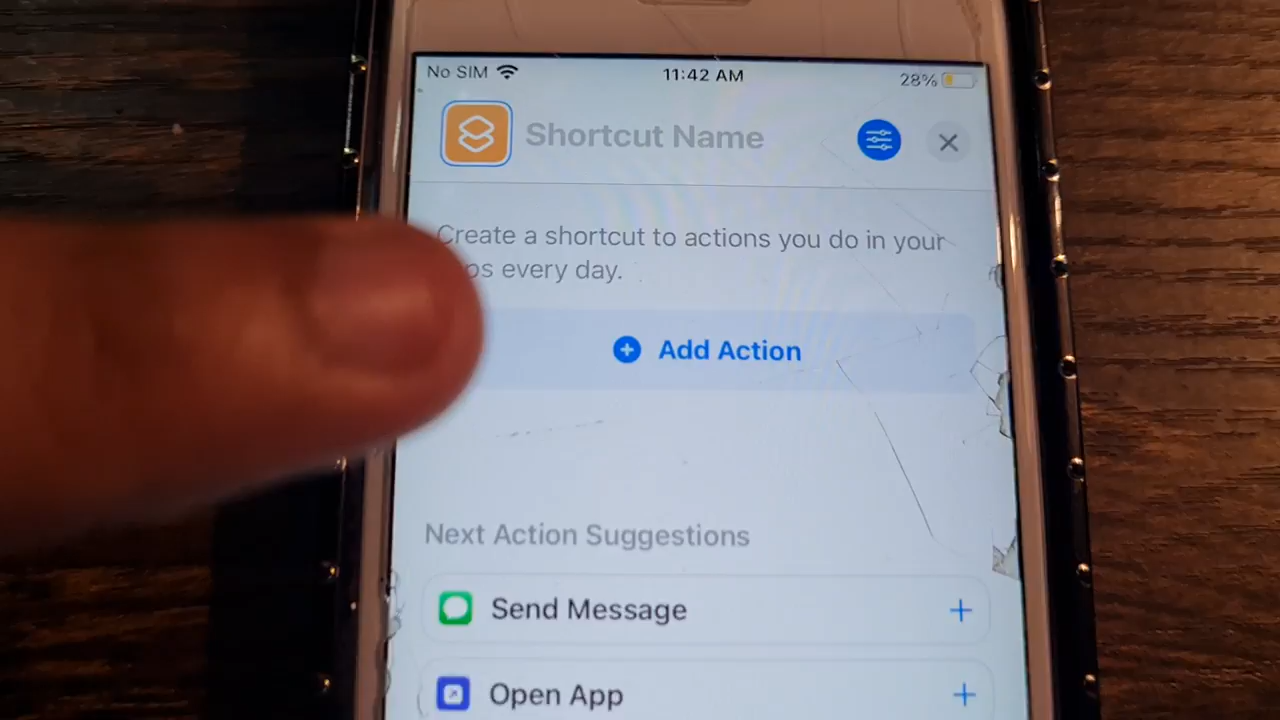 No SIM 11:42 AM 28%
Shortcut Name
Create a shortcut to actions you do in your
every day.
Add Action
Next Action Suggestions
Send Message
Open App